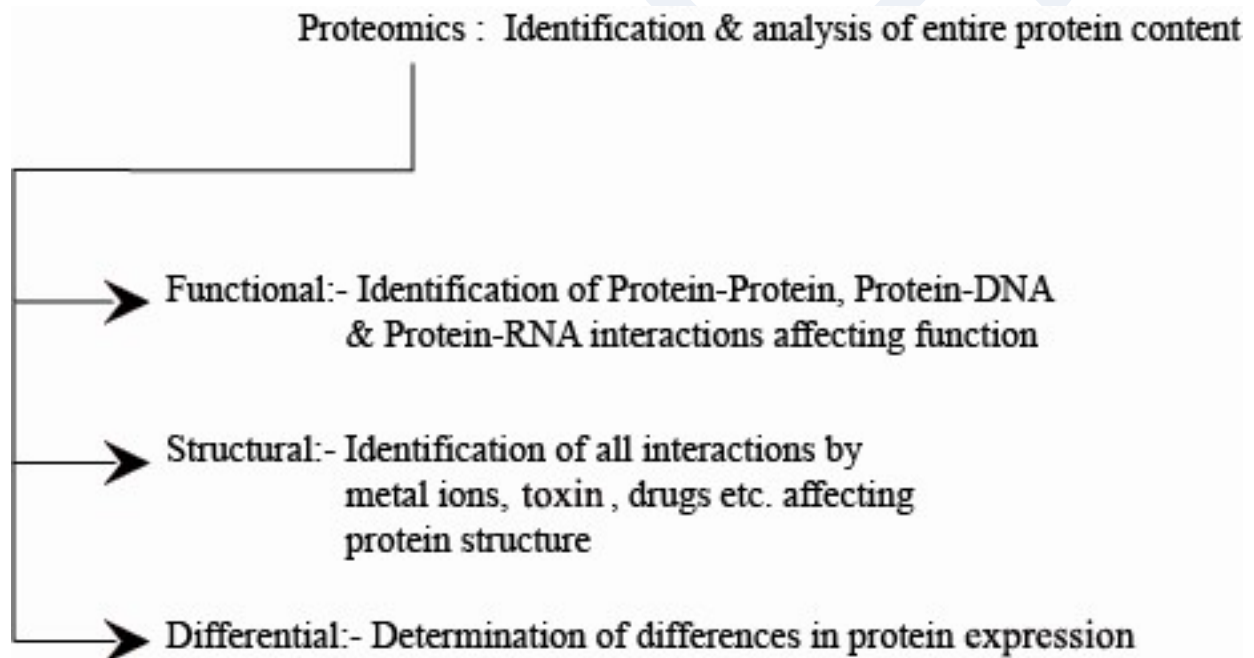 Proteomics : Identification & analysis of entire protein content
Functional:- Identification of Protein-Protein, Protein-DNA
& Protein-RNA interactions affecting function
Structural:- Identification of all interactions by
metal ions, toxin , drugs etc. affecting
protein structure
Differential:- Determination of differences in protein expression